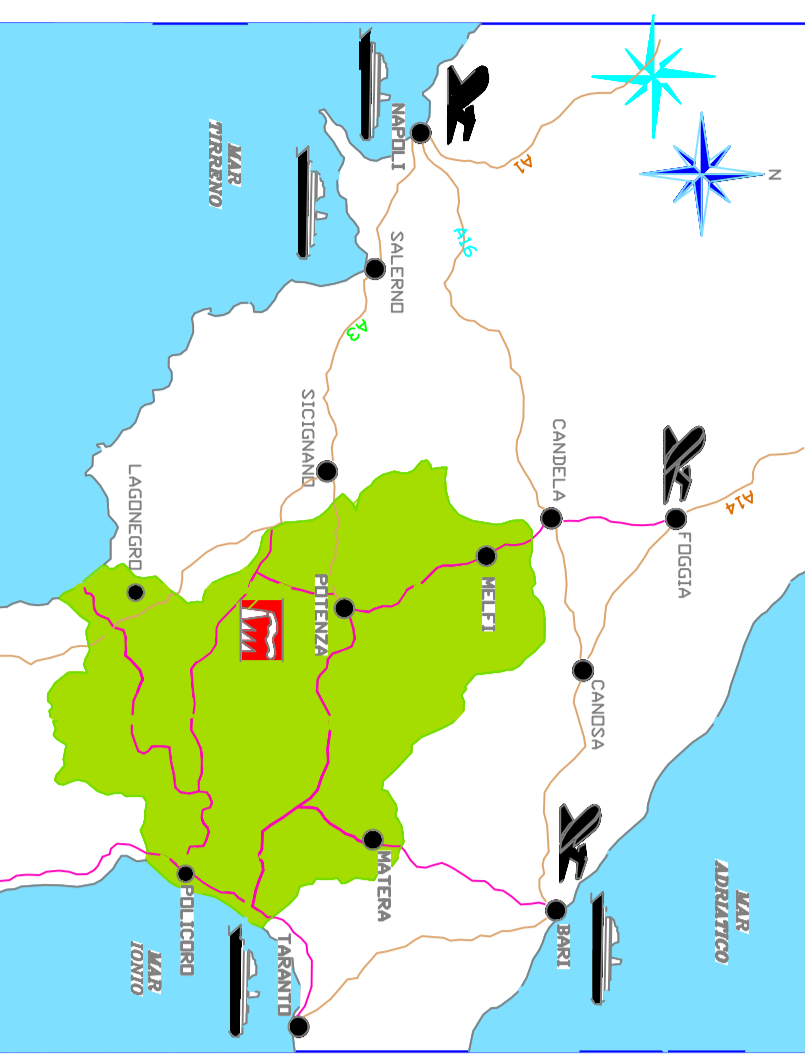 N
A14
MAR
ADRIATICO
FOGGIA
CANOSA
BARI
CANDELA
A1
MELFI
A16
NAPOLI
SALERNO
MATERA
A3
POTENZA
SICIGNANO
TARANTO
MAR
TIRRENO
POLICORO
MAR
IONIO
LAGONEGRO